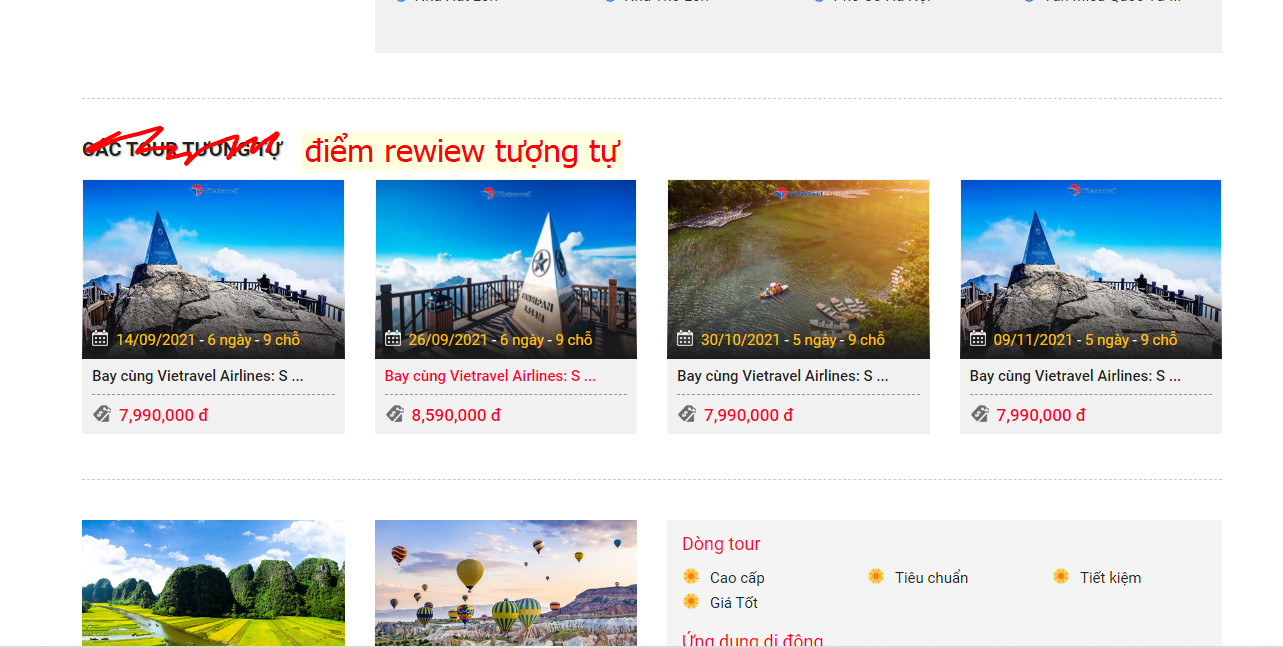 CÁC TOUR TƯƠNG TỰ điểm rewiew tượng tự
14/09/2021 - 6 ngày - 9 chỗ
Bay cùng Vietravel Airlines: S ...
7,990,000 đ
26/09/2021 - 6 ngày - 9 chỗ
Bay cùng Vietravel Airlines: S ...
8,590,000 đ
30/10/2021 - 5 ngày - 9 chỗ
Bay cùng Vietravel Airlines: S ...
7,990,000 đ
09/11/2021 - 5 ngày - 9 chỗ
Bay cùng Vietravel Airlines: S ...
7,990,000 đ
Dòng tour
Cao cấp
Tiêu chuẩn
Tiết kiệm
Giá Tốt
Ứng dụng di động